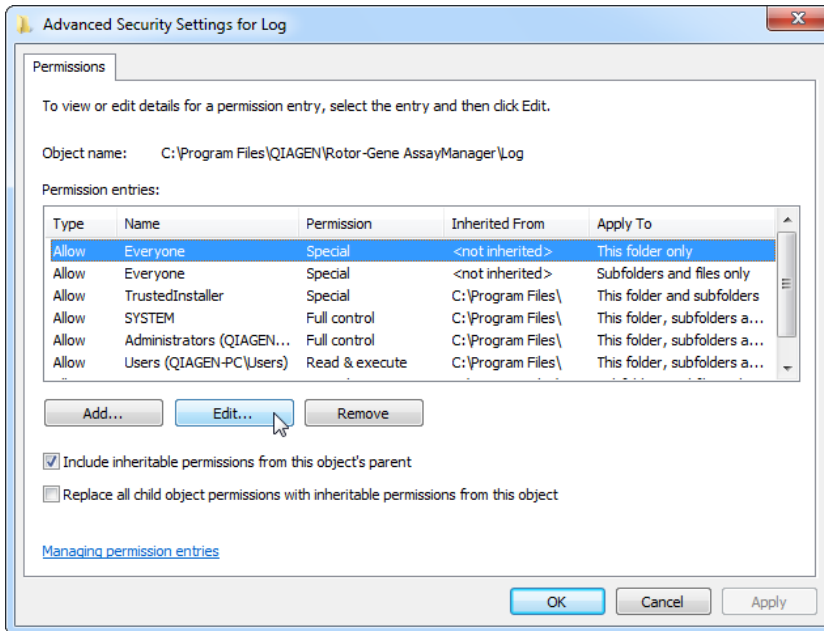 Advanced Security Settings for Log
Permissions
To view or edit details for a permission entry, select the entry and then click Edit.
Object name: C:\Program Files\QIAGEN\Rotor-Gene AssayManager\Log
Permission entries:
Type Name Permission Inherited From Apply To
Allow Everyone Special <not inherited> This folder only
Allow Everyone Special <not inherited> Subfolders and files only
Allow TrustedInstaller Special C:\Program Files\ This folder and subfolders
Allow SYSTEM Full control C:\Program Files\ This folder, subfolders a...
Allow Administrators (QIAGEN... Full control C:\Program Files\ This folder, subfolders a...
Allow Users (QIAGEN-PC\Users) Read & execute C:\Program Files\ This folder, subfolders a...
Add... Edit... Remove
Include inheritable permissions from this object's parent
Replace all child object permissions with inheritable permissions from this object
Managing permission entries
OK Cancel Apply